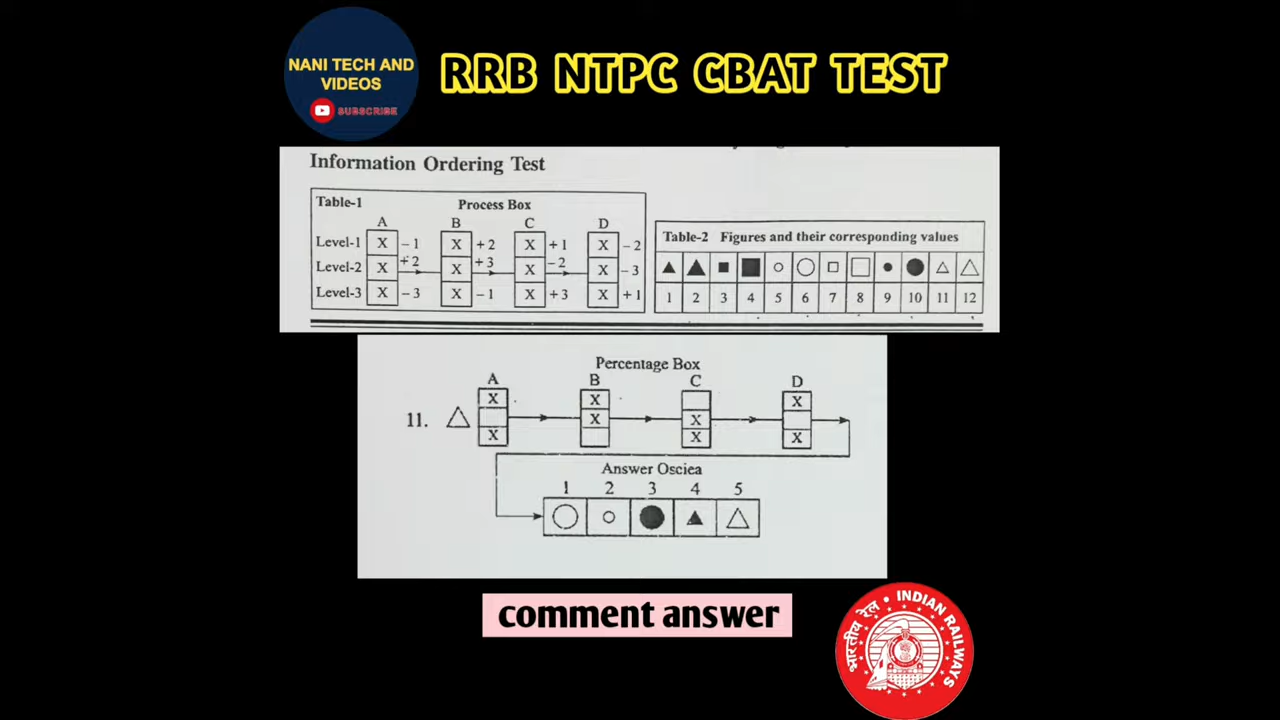 NANI TECH AND
VIDEOS
SUBSCRIBE
RRB NTPC CBAT TEST
Information Ordering Test
Table-1 Process Box
A B C D
Level-1 X -1 X +2 X +1 X -2
Level-2 X +2 X +3 X -2 X -3
Level-3 X -3 X -1 X +3 X +1
Table-2 Figures and their corresponding values
1 2 3 4 5 6 7 8 9 10 11 12
Percentage Box
A B C D
X X X
11. X X
X X X
Answer Osciea
1 2 3 4 5
comment answer
भारतीय रेल • INDIAN RAILWAYS